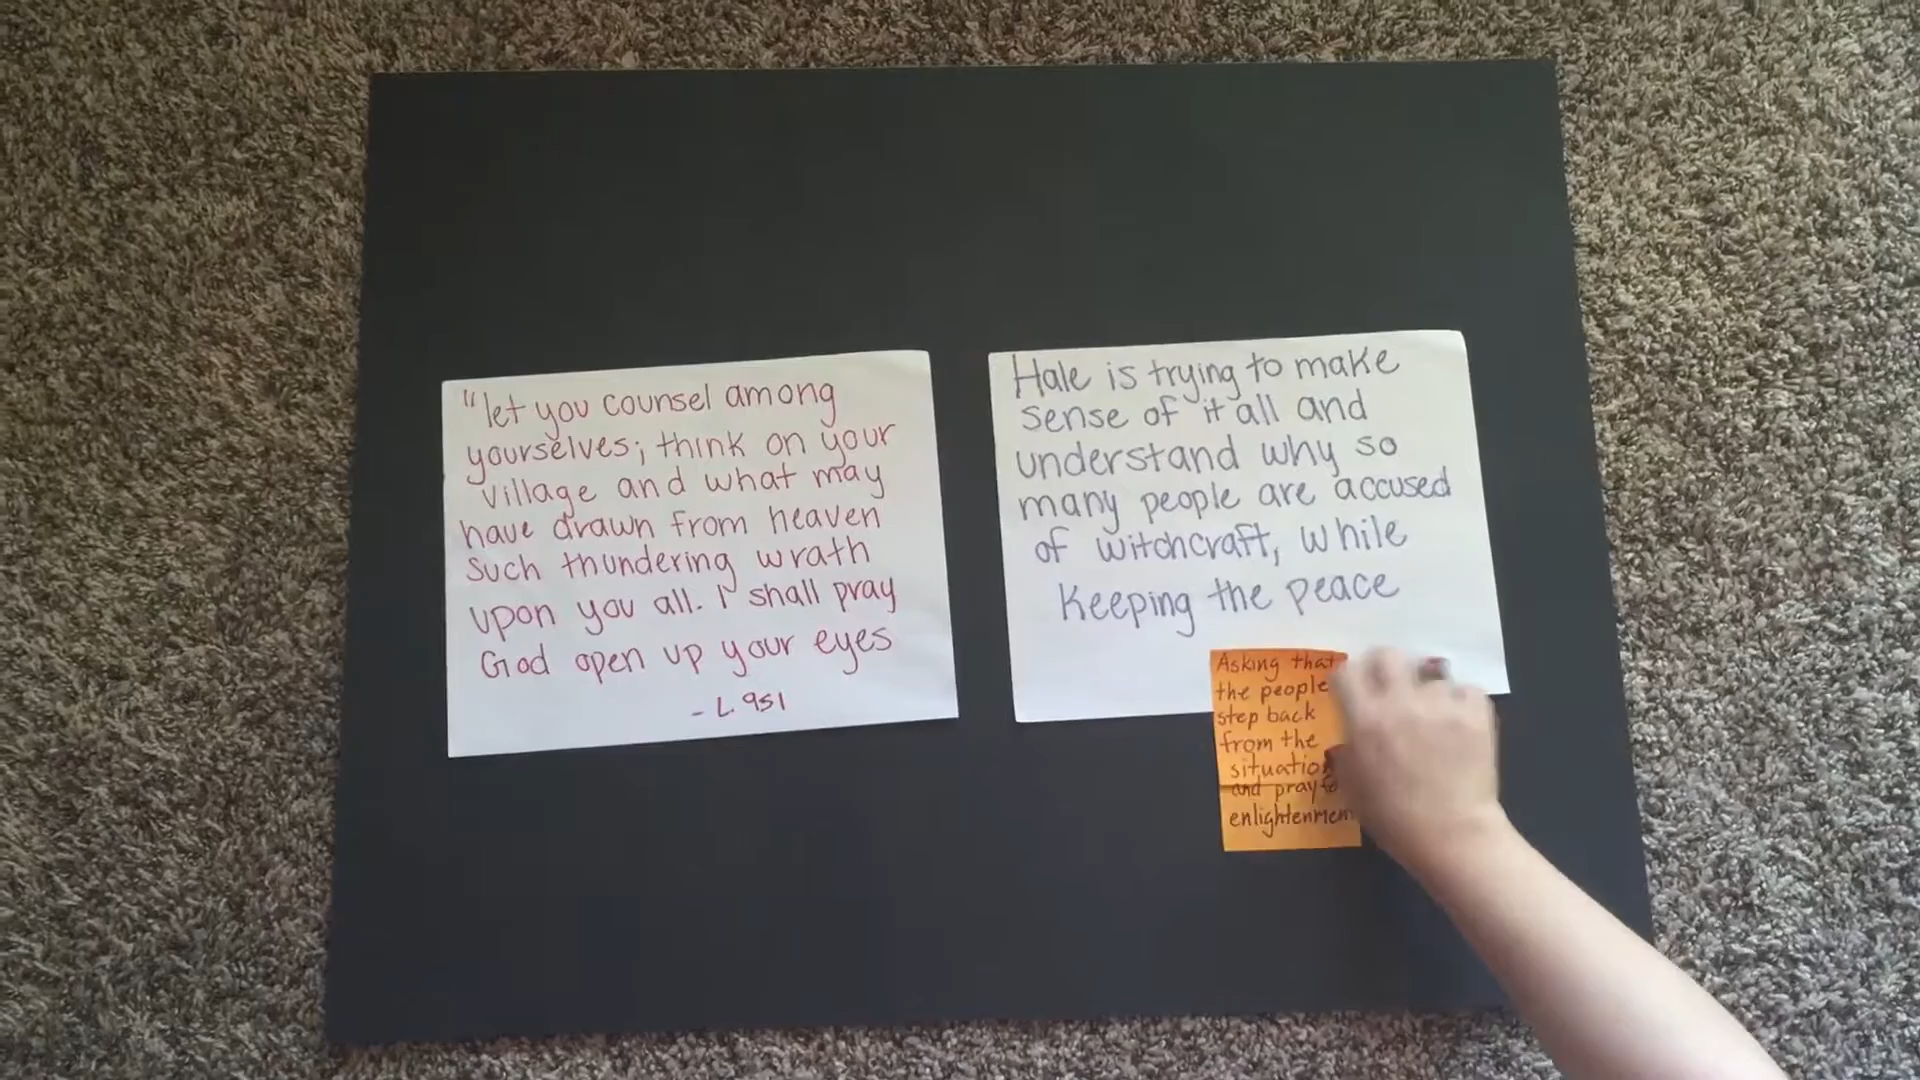 "let you counsel among
yourselves; think on your
village and what may
have drawn from heaven
such thundering wrath
upon you all. I shall pray
God open up your eyes
- L 951
Hale is trying to make
sense of it all and
understand why so
many people are accused
of witchcraft, while
keeping the peace
Asking that
the people
step back
from the
situation
and pray
enlightenmen